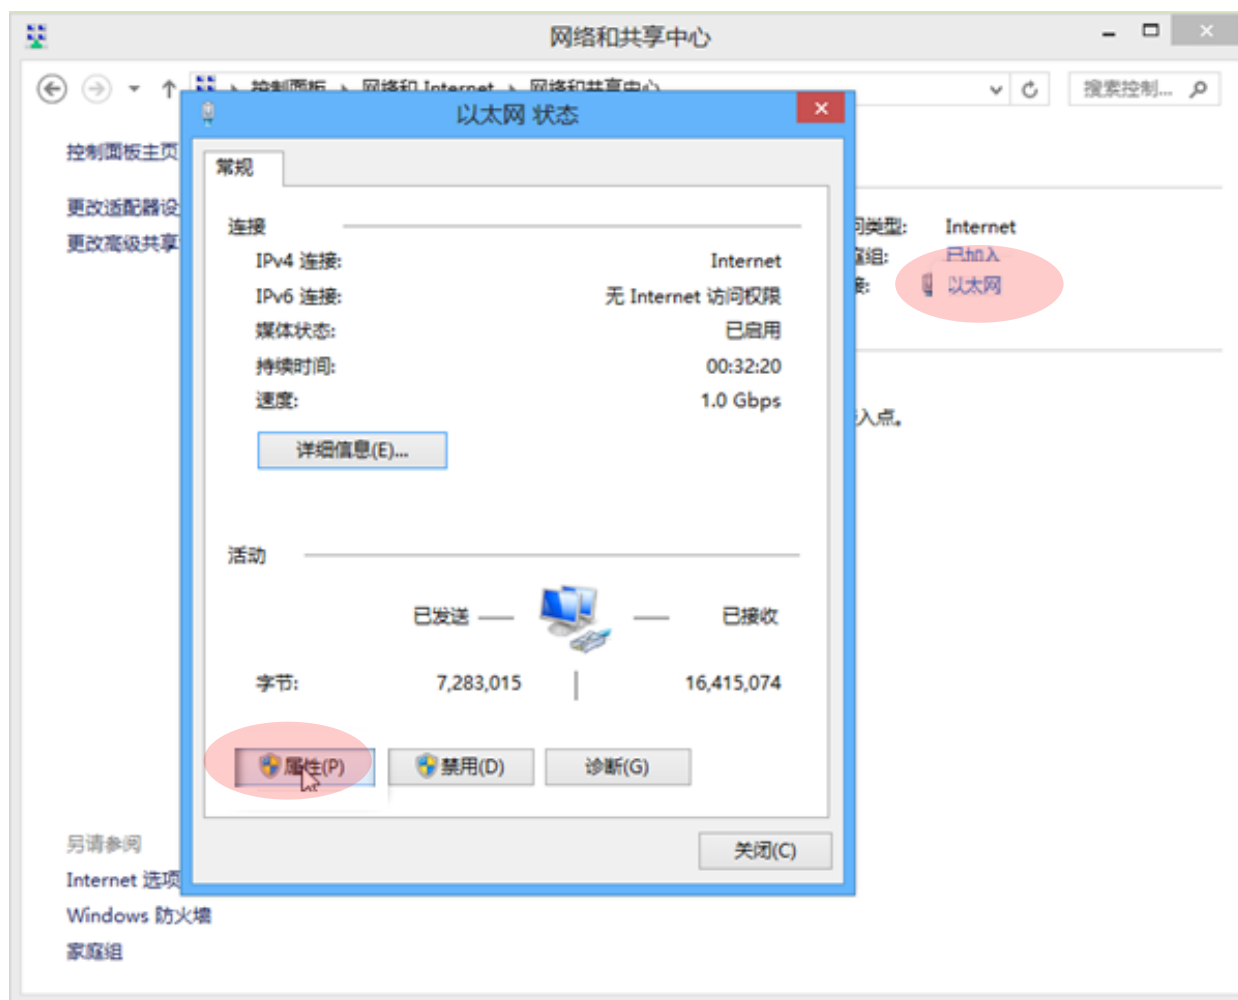 网络和共享中心
控制面板 网络和 Internet 网络和共享中心
搜索控制...
以太网 状态
控制面板主页
更改适配器设
更改高级共享
常规
连接
IPv4 连接: Internet
IPv6 连接: 无 Internet 访问权限
媒体状态: 已启用
持续时间: 00:32:20
速度: 1.0 Gbps
详细信息(E)...
活动
已发送 已接收
字节: 7,283,015 16,415,074
属性(P) 禁用(D) 诊断(G)
关闭(C)
问类型: Internet
庭组: 已加入
接: 以太网
入点。
另请参阅
Internet 选项
Windows 防火墙
家庭组